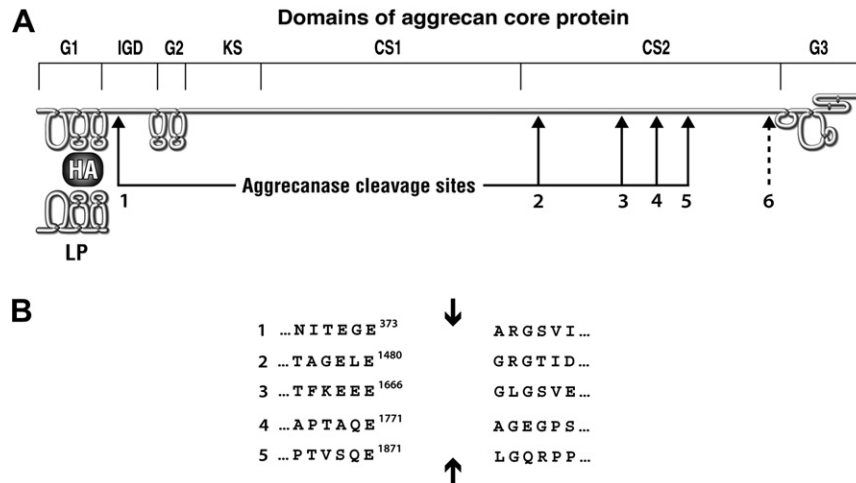 A
Domains of aggrecan core protein
G1 IGD G2 KS CS1 CS2 G3
HA
Aggrecanase cleavage sites
1 2 3 4 5 6
LP
B
1 …NITEGE373 ARGSVI…
2 …TAGELE1480 GRGTID…
3 …TFKEEE1666 GLGSVE…
4 …APTAQE1771 AGEGPS…
5 …PTVSQE1871 LGQRPP…